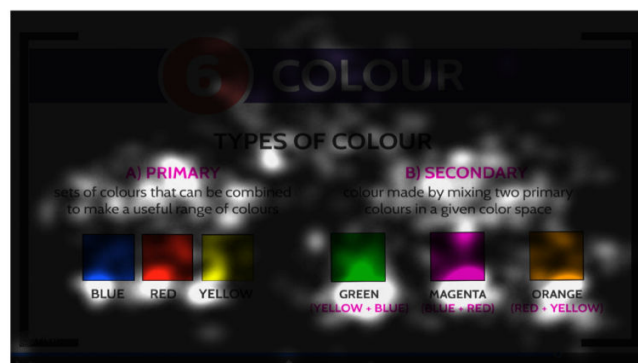 6 COLOUR
TYPES OF COLOUR
A) PRIMARY
sets of colours that can be combined
to make a useful range of colours
BLUE
RED
YELLOW
B) SECONDARY
colour made by mixing two primary
colours in a given color space
GREEN
(YELLOW + BLUE)
MAGENTA
(BLUE + RED)
ORANGE
(RED + YELLOW)